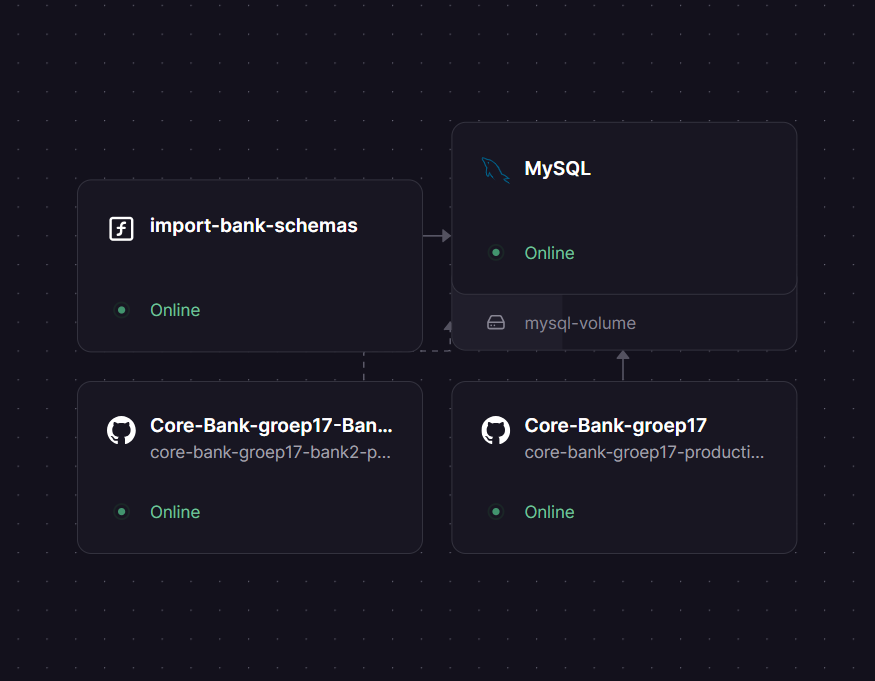 import-bank-schemas
Online
MySQL
Online
mysql-volume
Core-Bank-groep17-Ban...
core-bank-groep17-bank2-p...
Online
Core-Bank-groep17
core-bank-groep17-producti...
Online